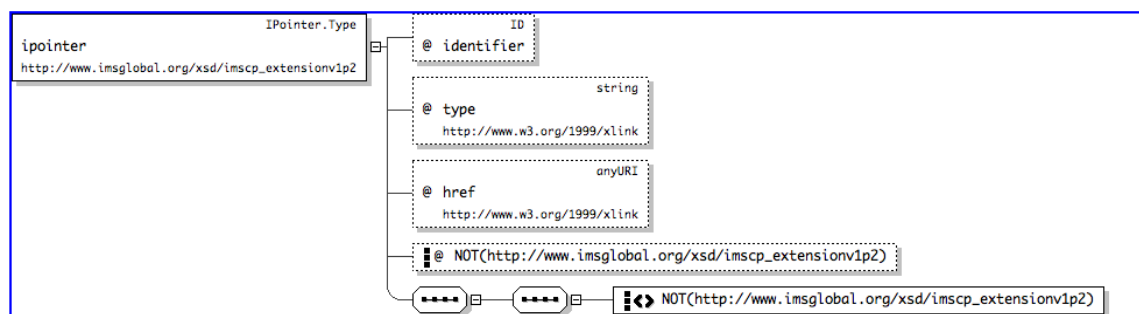 IPointer.Type
ipointer
http://www.imsglobal.org/xsd/imscp_extensionv1p2
ID
@ identifier
string
@ type
http://www.w3.org/1999/xlink
anyURI
@ href
http://www.w3.org/1999/xlink
@ NOT(http://www.imsglobal.org/xsd/imscp_extensionv1p2)
NOT(http://www.imsglobal.org/xsd/imscp_extensionv1p2)